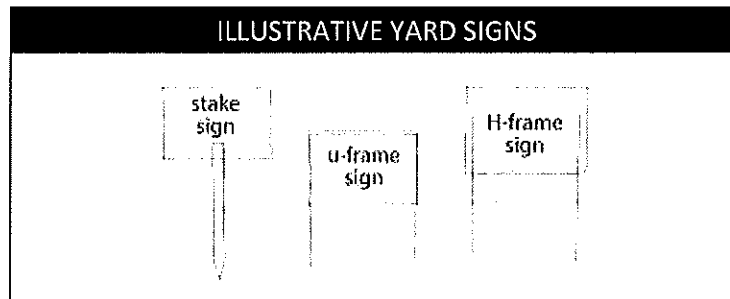 ILLUSTRATIVE YARD SIGNS
stake
sign
u-frame
sign
H-frame
sign